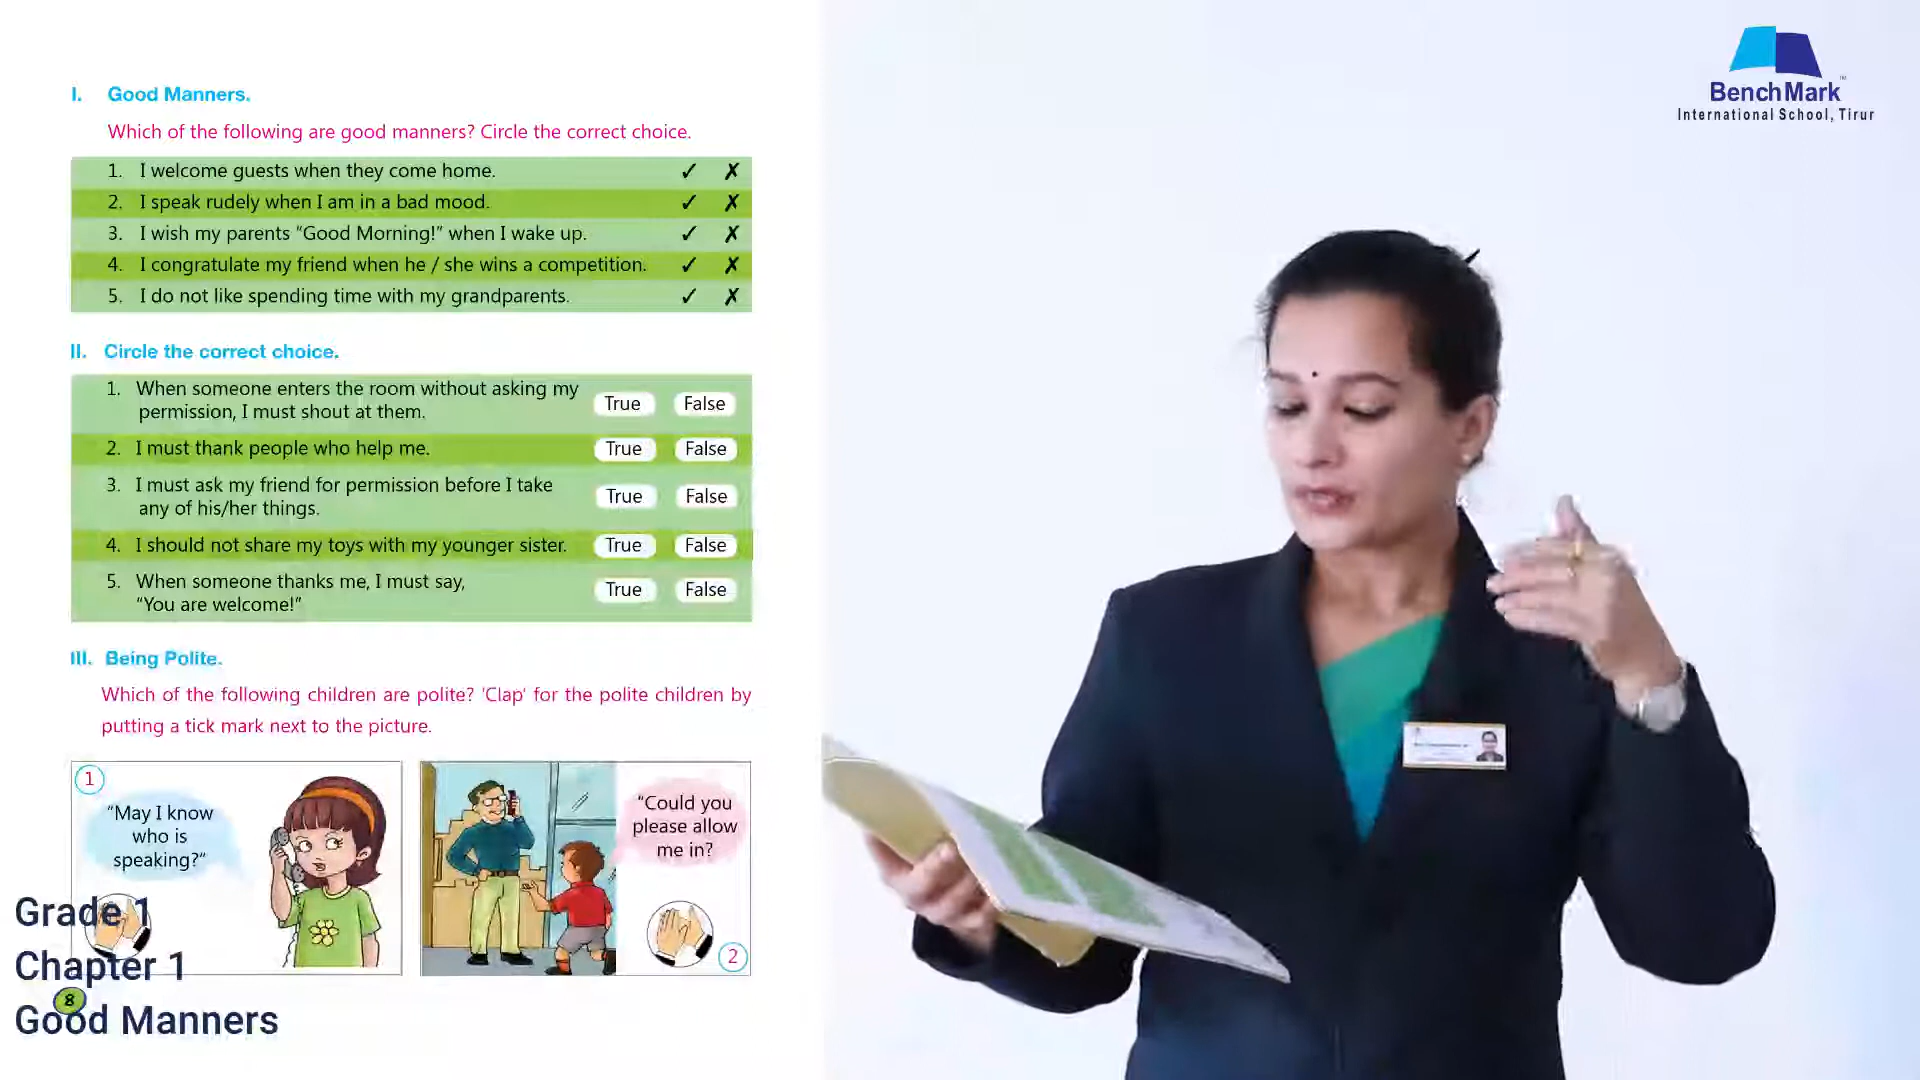 I. Good Manners.
Which of the following are good manners? Circle the correct choice.
1. I welcome guests when they come home. ✓ ✗
2. I speak rudely when I am in a bad mood. ✓ ✗
3. I wish my parents “Good Morning!” when I wake up. ✓ ✗
4. I congratulate my friend when he / she wins a competition. ✓ ✗
5. I do not like spending time with my grandparents. ✓ ✗
II. Circle the correct choice.
1. When someone enters the room without asking my
permission, I must shout at them. True False
2. I must thank people who help me. True False
3. I must ask my friend for permission before I take
any of his/her things. True False
4. I should not share my toys with my younger sister. True False
5. When someone thanks me, I must say,
“You are welcome!” True False
III. Being Polite.
Which of the following children are polite? 'Clap' for the polite children by
putting a tick mark next to the picture.
1
“May I know
who is
speaking?”
“Could you
please allow
me in?
2
Grade 1
Chapter 1
8
Good Manners
BenchMark
International School, Tirur